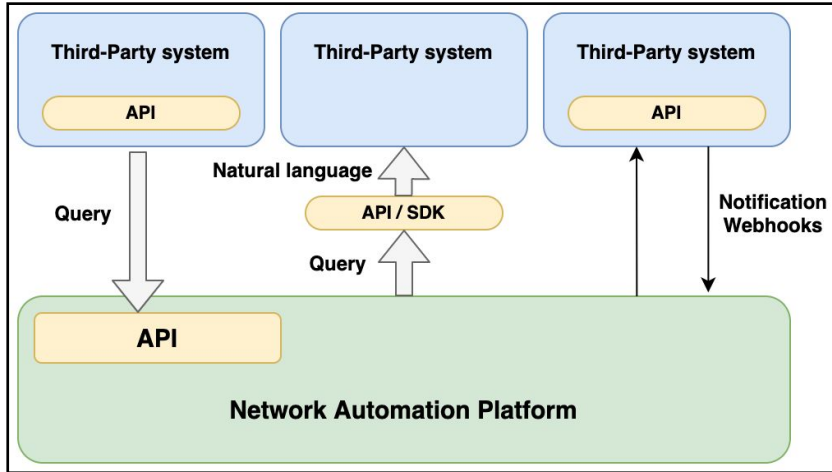 Third-Party system
API
Third-Party system
Third-Party system
API
Query
Natural language
API / SDK
Query
Notification
Webhooks
API
Network Automation Platform